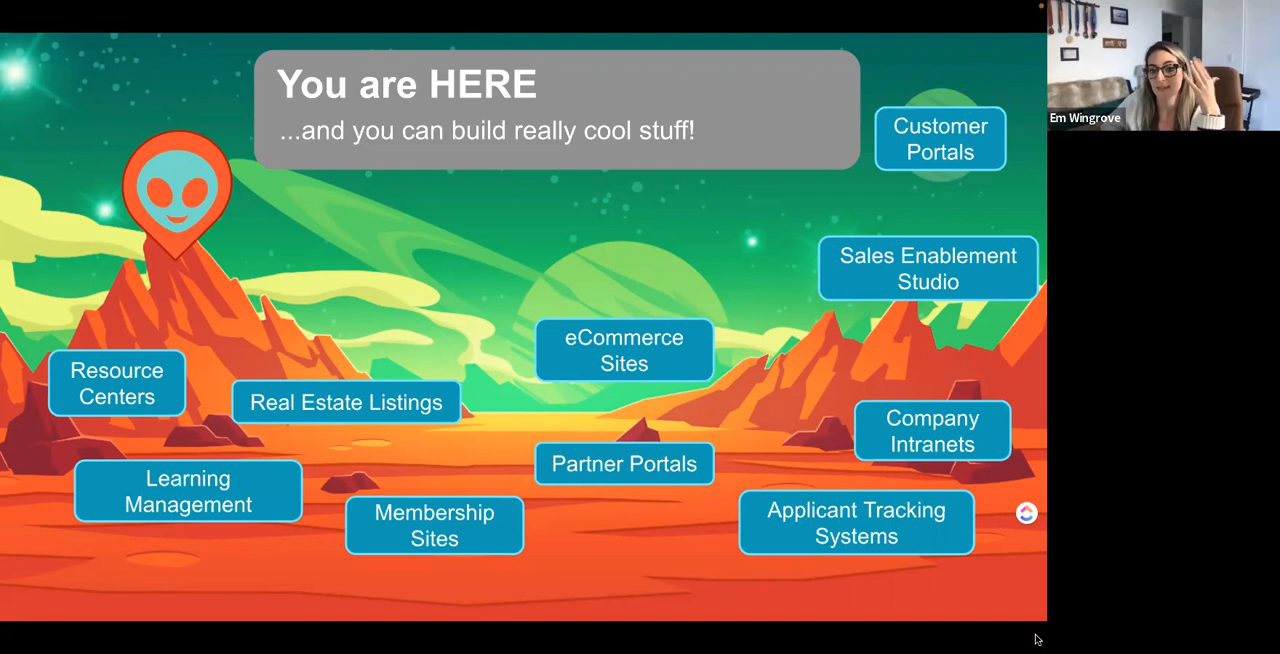 You are HERE
...and you can build really cool stuff!
Customer
Portals
Em Wingrove
Sales Enablement
Studio
eCommerce
Sites
Resource
Centers
Real Estate Listings
Company
Intranets
Partner Portals
Learning
Management
Membership
Sites
Applicant Tracking
Systems